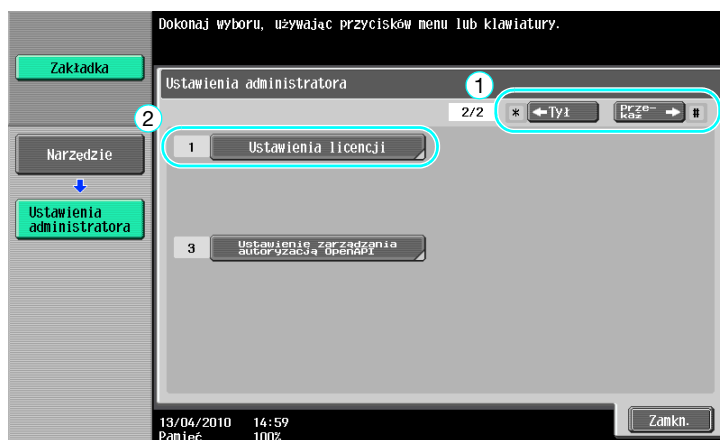 Dokonaj wyboru, używając przycisków menu lub klawiatury.
Zakładka
Ustawienia administratora
1
2/2
*
←Tył
Prze-
każ
→
#
2
1
Ustawienia licencji
Narzędzie
Ustawienia
administratora
3
Ustawienie zarządzania
autoryzacją OpenAPI
Zamkn.
13/04/2010 14:59
Pamięć 100%